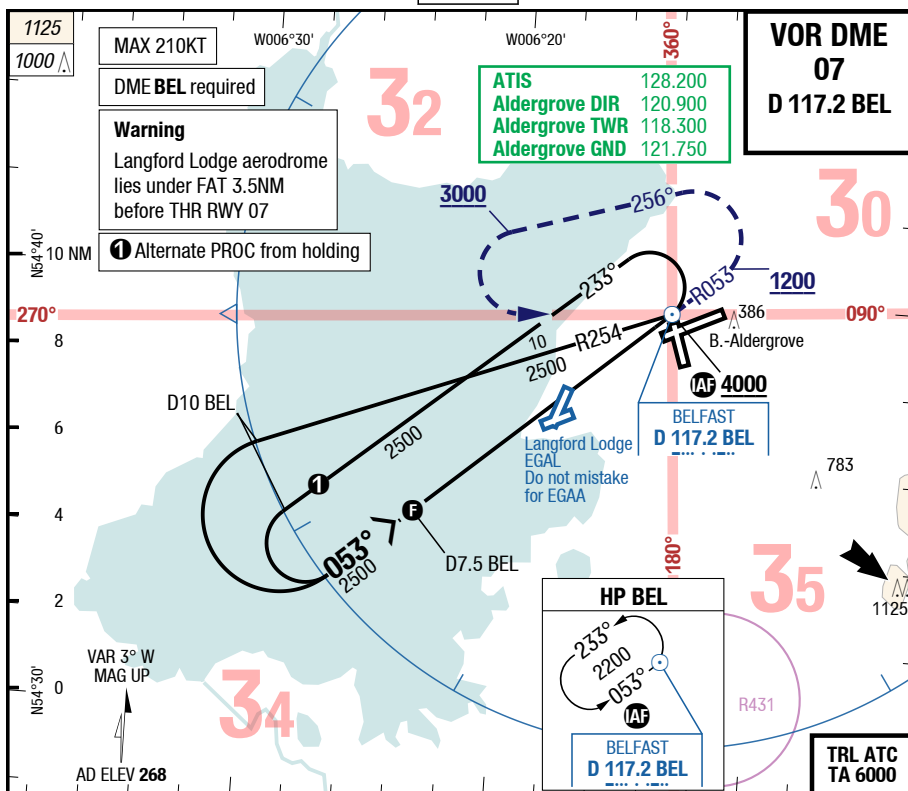 1125
1000
MAX 210KT
DME BEL required
Warning
Langford Lodge aerodrome
lies under FAT 3.5NM
before THR RWY 07
1 Alternate PROC from holding
W006°30'
W006°20'
360°
VOR DME
07
D 117.2 BEL
ATIS 128.200
Aldergrove DIR 120.900
Aldergrove TWR 118.300
Aldergrove GND 121.750
32
30
3000
256°
R053
1200
N54°40'
10 NM
270°
090°
233°
386
B.-Aldergrove
8
10
R254
2500
IAF 4000
D10 BEL
BELFAST
D 117.2 BEL
6
2500
Langford Lodge
EGAL
Do not mistake
for EGAA
783
1
4
F
053°
2500
D7.5 BEL
180°
35
1125
2
HP BEL
233°
2200
053°
IAF
BELFAST
D 117.2 BEL
R431
VAR 3° W
MAG UP
N54°30'
0
34
AD ELEV 268
TRL ATC
TA 6000